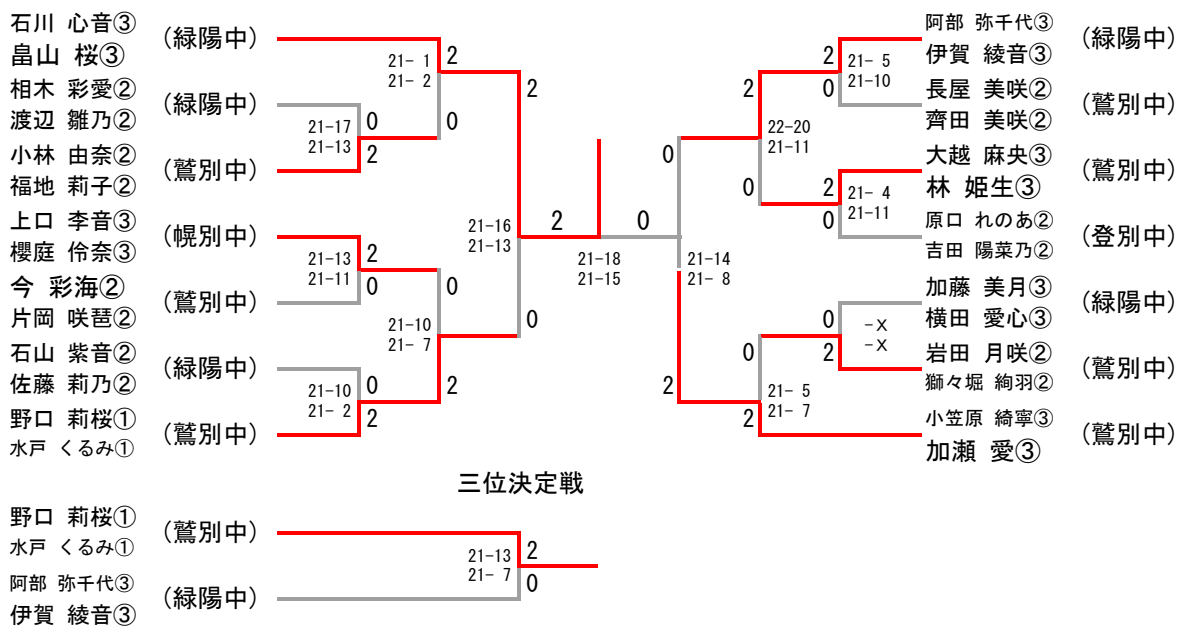 石川 心音③
畠山 桜③
(緑陽中)
相木 彩愛②
渡辺 雛乃②
(緑陽中)
小林 由奈②
福地 莉子②
(鷲別中)
上口 李音③
櫻庭 伶奈③
(幌別中)
今 彩海②
片岡 咲琶②
(鷲別中)
石山 紫音②
佐藤 莉乃②
(緑陽中)
野口 莉桜①
水戸 くるみ①
(鷲別中)
21- 1
21- 2
2
0
21-17
21-13
0
2
21-13
21-11
2
0
21-10
21- 7
0
2
21-10
21- 2
0
2
21-16
21-13
2
0
2
0
21-18
21-15
21-14
21- 8
0
2
22-20
21-11
2
0
21- 5
21-10
2
0
21- 4
21-11
2
0
-X
-X
0
2
21- 5
21- 7
0
2
阿部 弥千代③
伊賀 綾音③
(緑陽中)
長屋 美咲②
齊田 美咲②
(鷲別中)
大越 麻央③
林 姫生③
(鷲別中)
原口 れのあ②
吉田 陽菜乃②
(登別中)
加藤 美月③
横田 愛心③
(緑陽中)
岩田 月咲②
獅々堀 絢羽②
(鷲別中)
小笠原 綺寧③
加瀬 愛③
(鷲別中)
三位決定戦
野口 莉桜①
水戸 くるみ①
(鷲別中)
阿部 弥千代③
伊賀 綾音③
(緑陽中)
21-13
21- 7
2
0